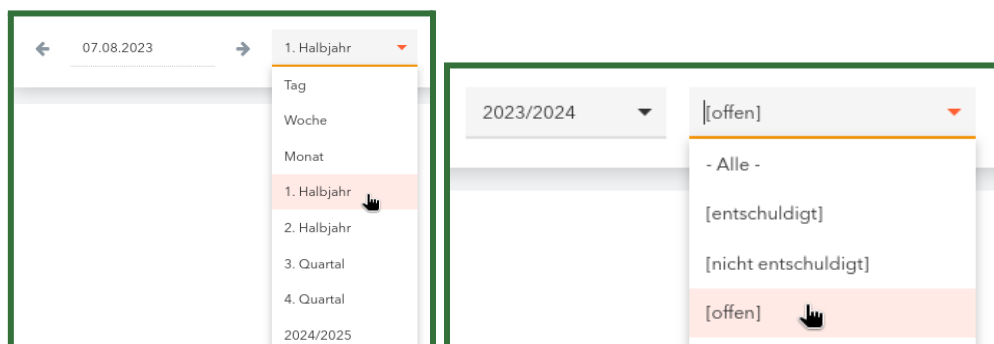 07.08.2023
1. Halbjahr
Tag
Woche
Monat
1. Halbjahr
2. Halbjahr
3. Quartal
4. Quartal
2024/2025
2023/2024
[offen]
- Alle -
[entschuldigt]
[nicht entschuldigt]
[offen]